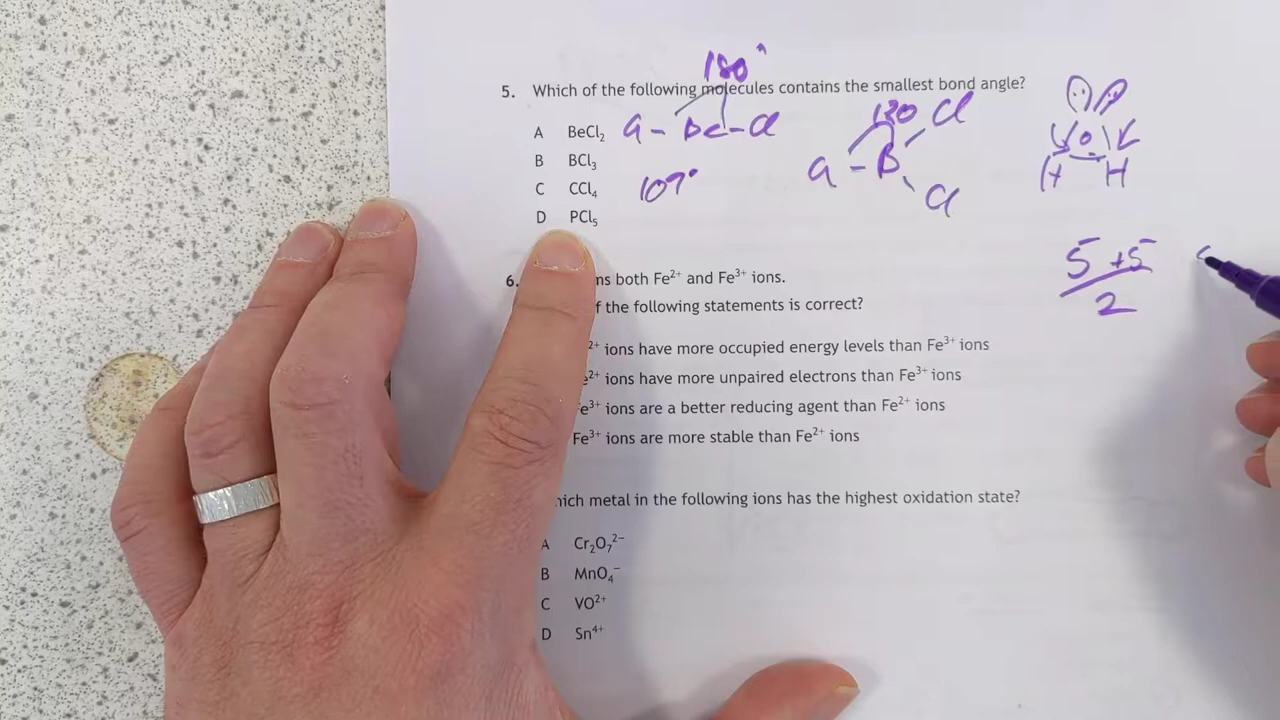 180°
5. Which of the following molecules contains the smallest bond angle?
A BeCl₂ Cl - Be - Cl
120 Cl
B BCl₃
Cl - B
C CCl₄ 107°
Cl
H H
D PCl₅
5 + 5
2
6. ns both Fe²⁺ and Fe³⁺ ions.
f the following statements is correct?
²⁺ ions have more occupied energy levels than Fe³⁺ ions
e²⁺ ions have more unpaired electrons than Fe³⁺ ions
e³⁺ ions are a better reducing agent than Fe²⁺ ions
Fe³⁺ ions are more stable than Fe²⁺ ions
hich metal in the following ions has the highest oxidation state?
A Cr₂O₇²⁻
B MnO₄⁻
C VO²⁺
D Sn⁴⁺